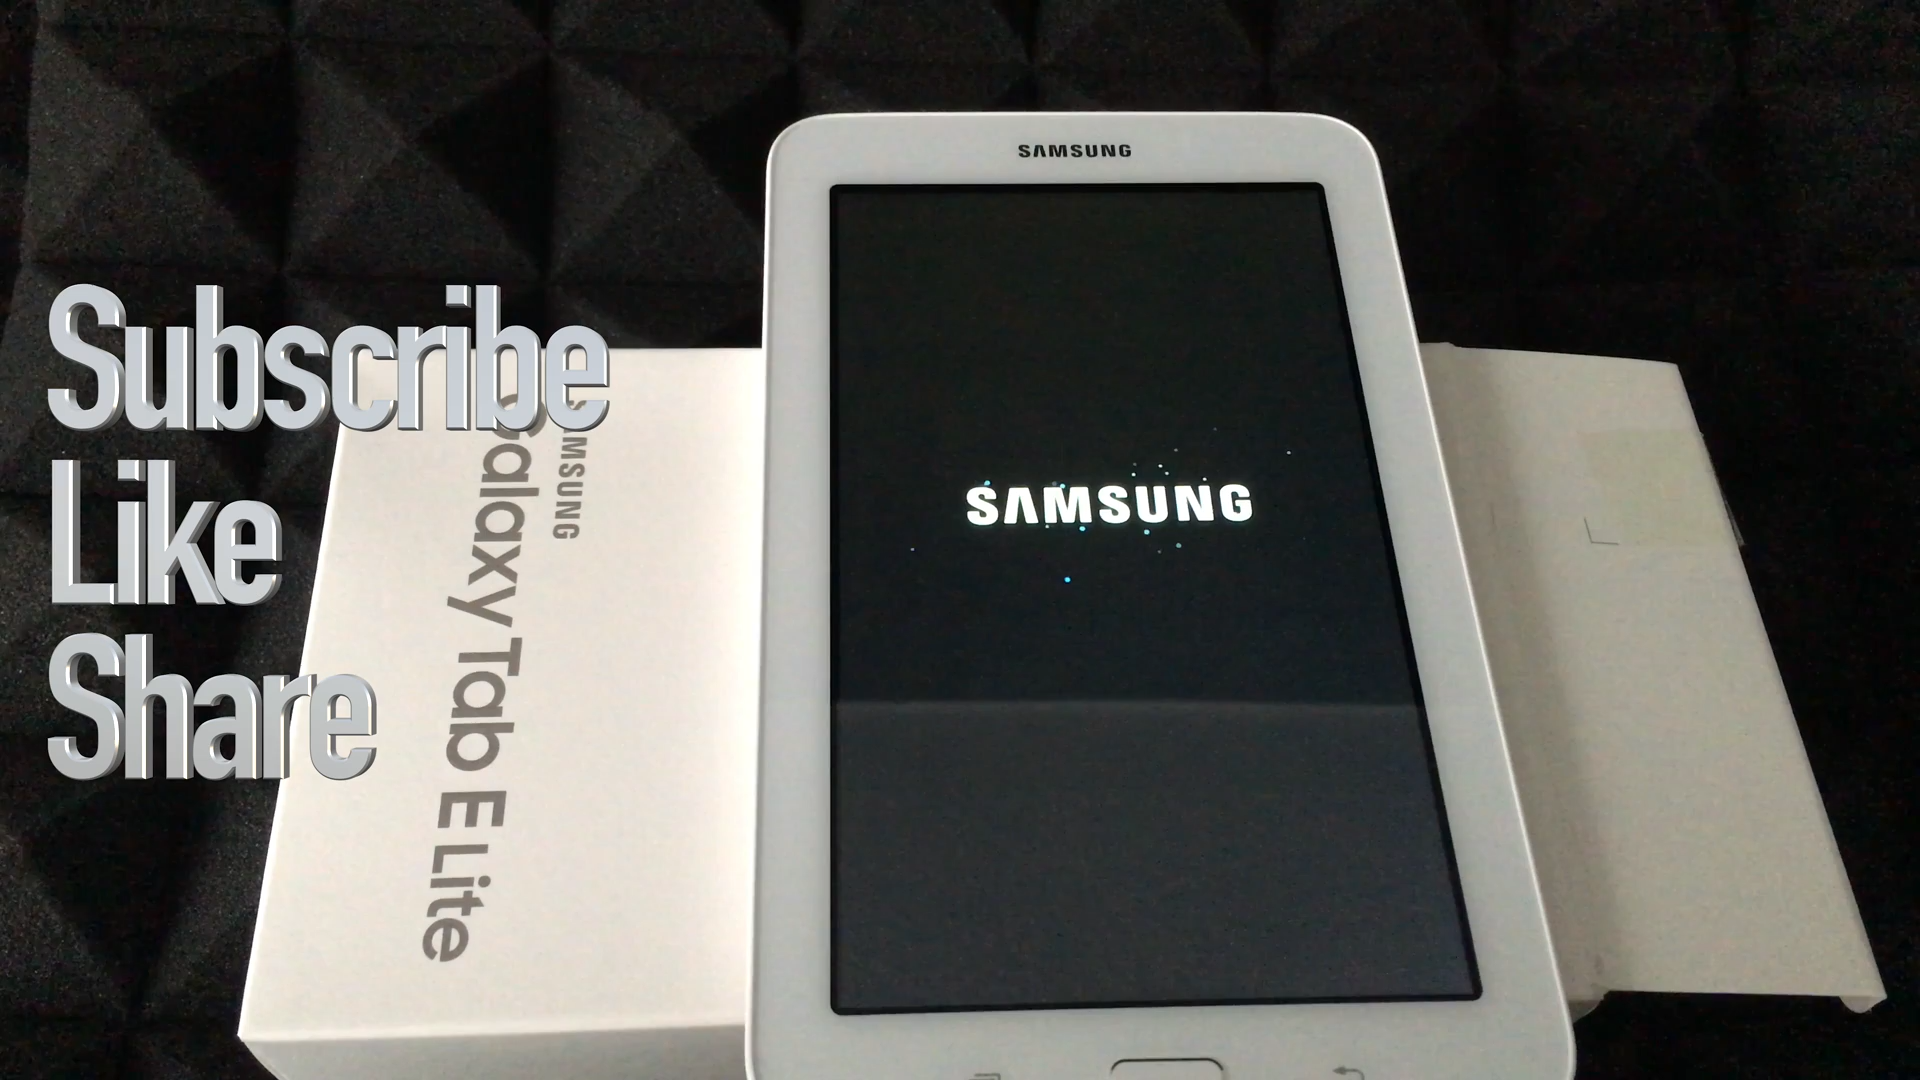 Subscribe
Like
Share
SAMSUNG
Galaxy Tab E Lite
SAMSUNG
SAMSUNG